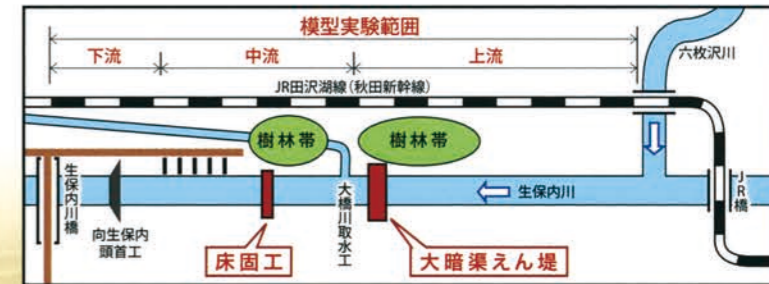 模型実験範囲
下流
中流
上流
六枚沢川
JR田沢湖線(秋田新幹線)
樹林帯
樹林帯
生保内川橋
向生保内
頭首工
大橋川取水工
生保内川
JR橋
床固工
大暗渠えん堤